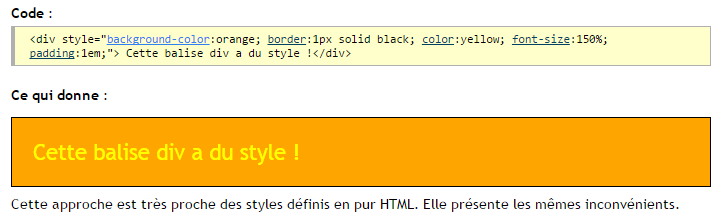 Code :
<div style="background-color:orange; border:1px solid black; color:yellow; font-size:150%;
padding:1em;"> Cette balise div a du style !</div>
Ce qui donne :
Cette balise div a du style !
Cette approche est très proche des styles définis en pur HTML. Elle présente les mêmes inconvénients.